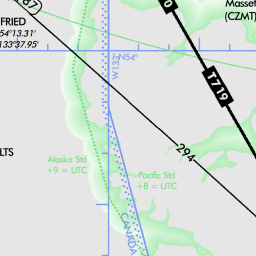 87
Masset
(CZMT)
FRIED
54°13.31'
133°37.95'
W133°
N54°
T719
294
LTS
Alaska Std
+9 = UTC
Pacific Std
+8 = UTC
CANADA